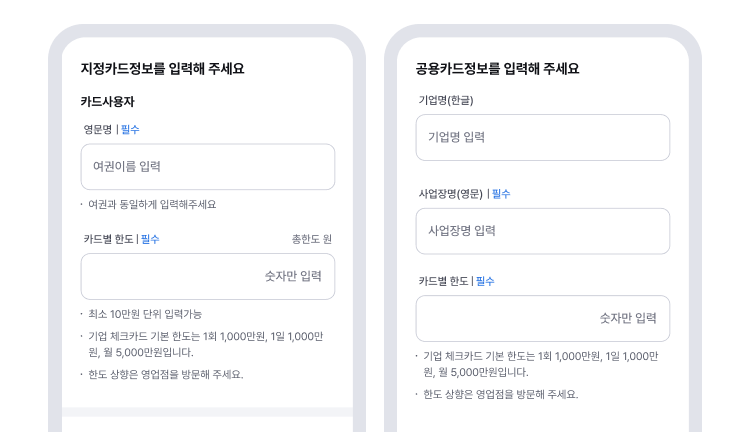 지정카드정보를 입력해 주세요
카드사용자
영문명 | 필수
여권이름 입력
· 여권과 동일하게 입력해주세요
카드별 한도 | 필수 총한도 원
숫자만 입력
· 최소 10만원 단위 입력가능
· 기업 체크카드 기본 한도는 1회 1,000만원, 1일 1,000만
원, 월 5,000만원입니다.
· 한도 상향은 영업점을 방문해 주세요.
공용카드정보를 입력해 주세요
기업명(한글)
기업명 입력
사업장명(영문) | 필수
사업장명 입력
카드별 한도 | 필수
숫자만 입력
· 기업 체크카드 기본 한도는 1회 1,000만원, 1일 1,000만
원, 월 5,000만원입니다.
· 한도 상향은 영업점을 방문해 주세요.